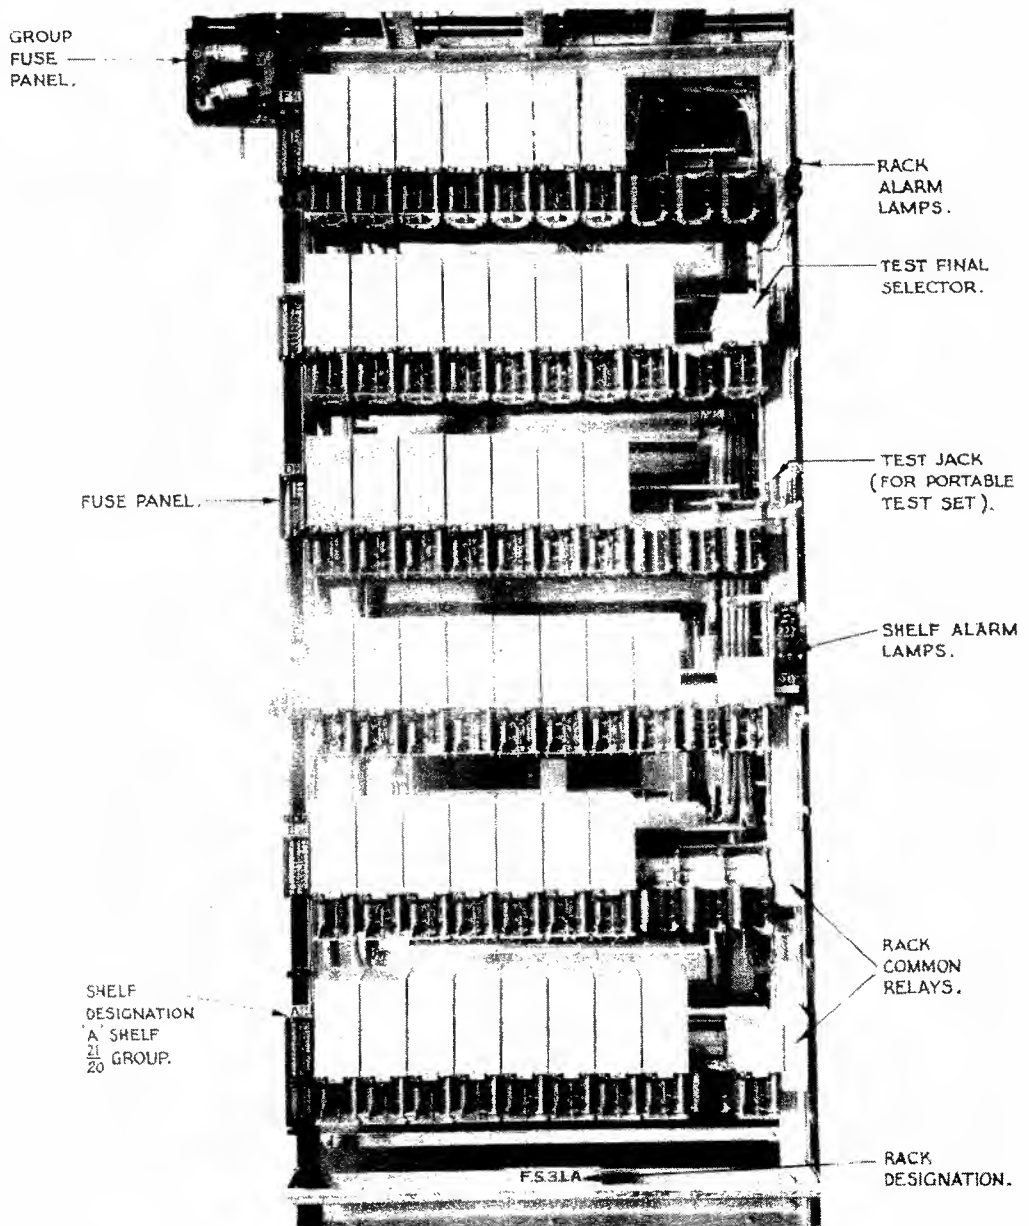 GROUP
FUSE
PANEL.
RACK
ALARM
LAMPS.
TEST FINAL
SELECTOR.
TEST JACK
(FOR PORTABLE
TEST SET).
FUSE PANEL.
SHELF ALARM
LAMPS.
RACK
COMMON
RELAYS.
SHELF
DESIGNATION
'A' SHELF
21/20 GROUP.
A
F.S.3.1.A
RACK
DESIGNATION.